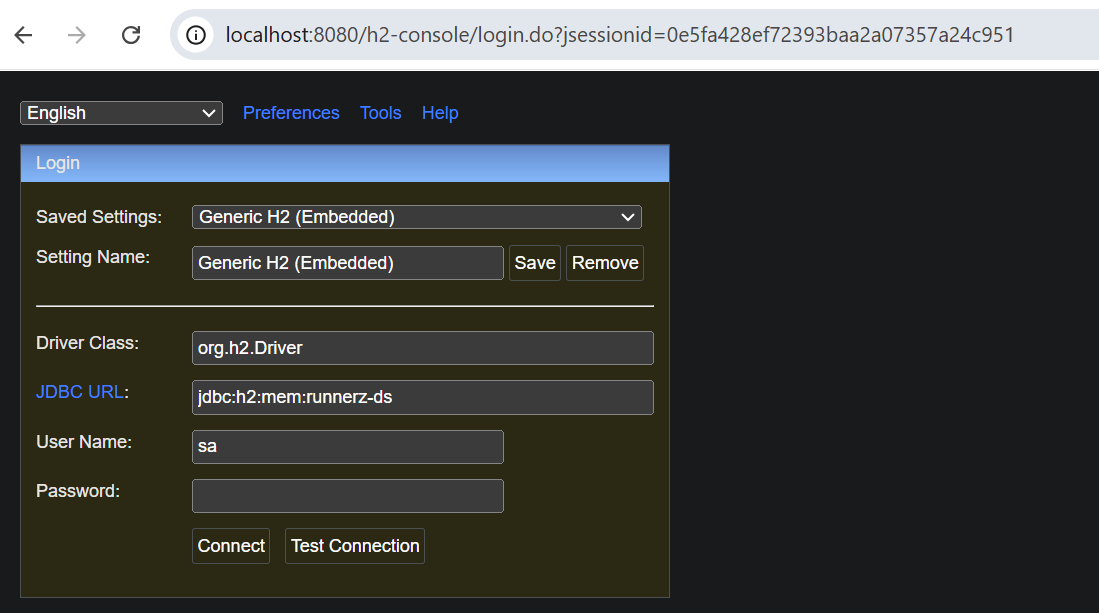 localhost:8080/h2-console/login.do?jsessionid=0e5fa428ef72393baa2a07357a24c951
English Preferences Tools Help
Login
Saved Settings: Generic H2 (Embedded)
Setting Name: Generic H2 (Embedded) Save Remove
Driver Class: org.h2.Driver
JDBC URL: jdbc:h2:mem:runnerz-ds
User Name: sa
Password:
Connect Test Connection